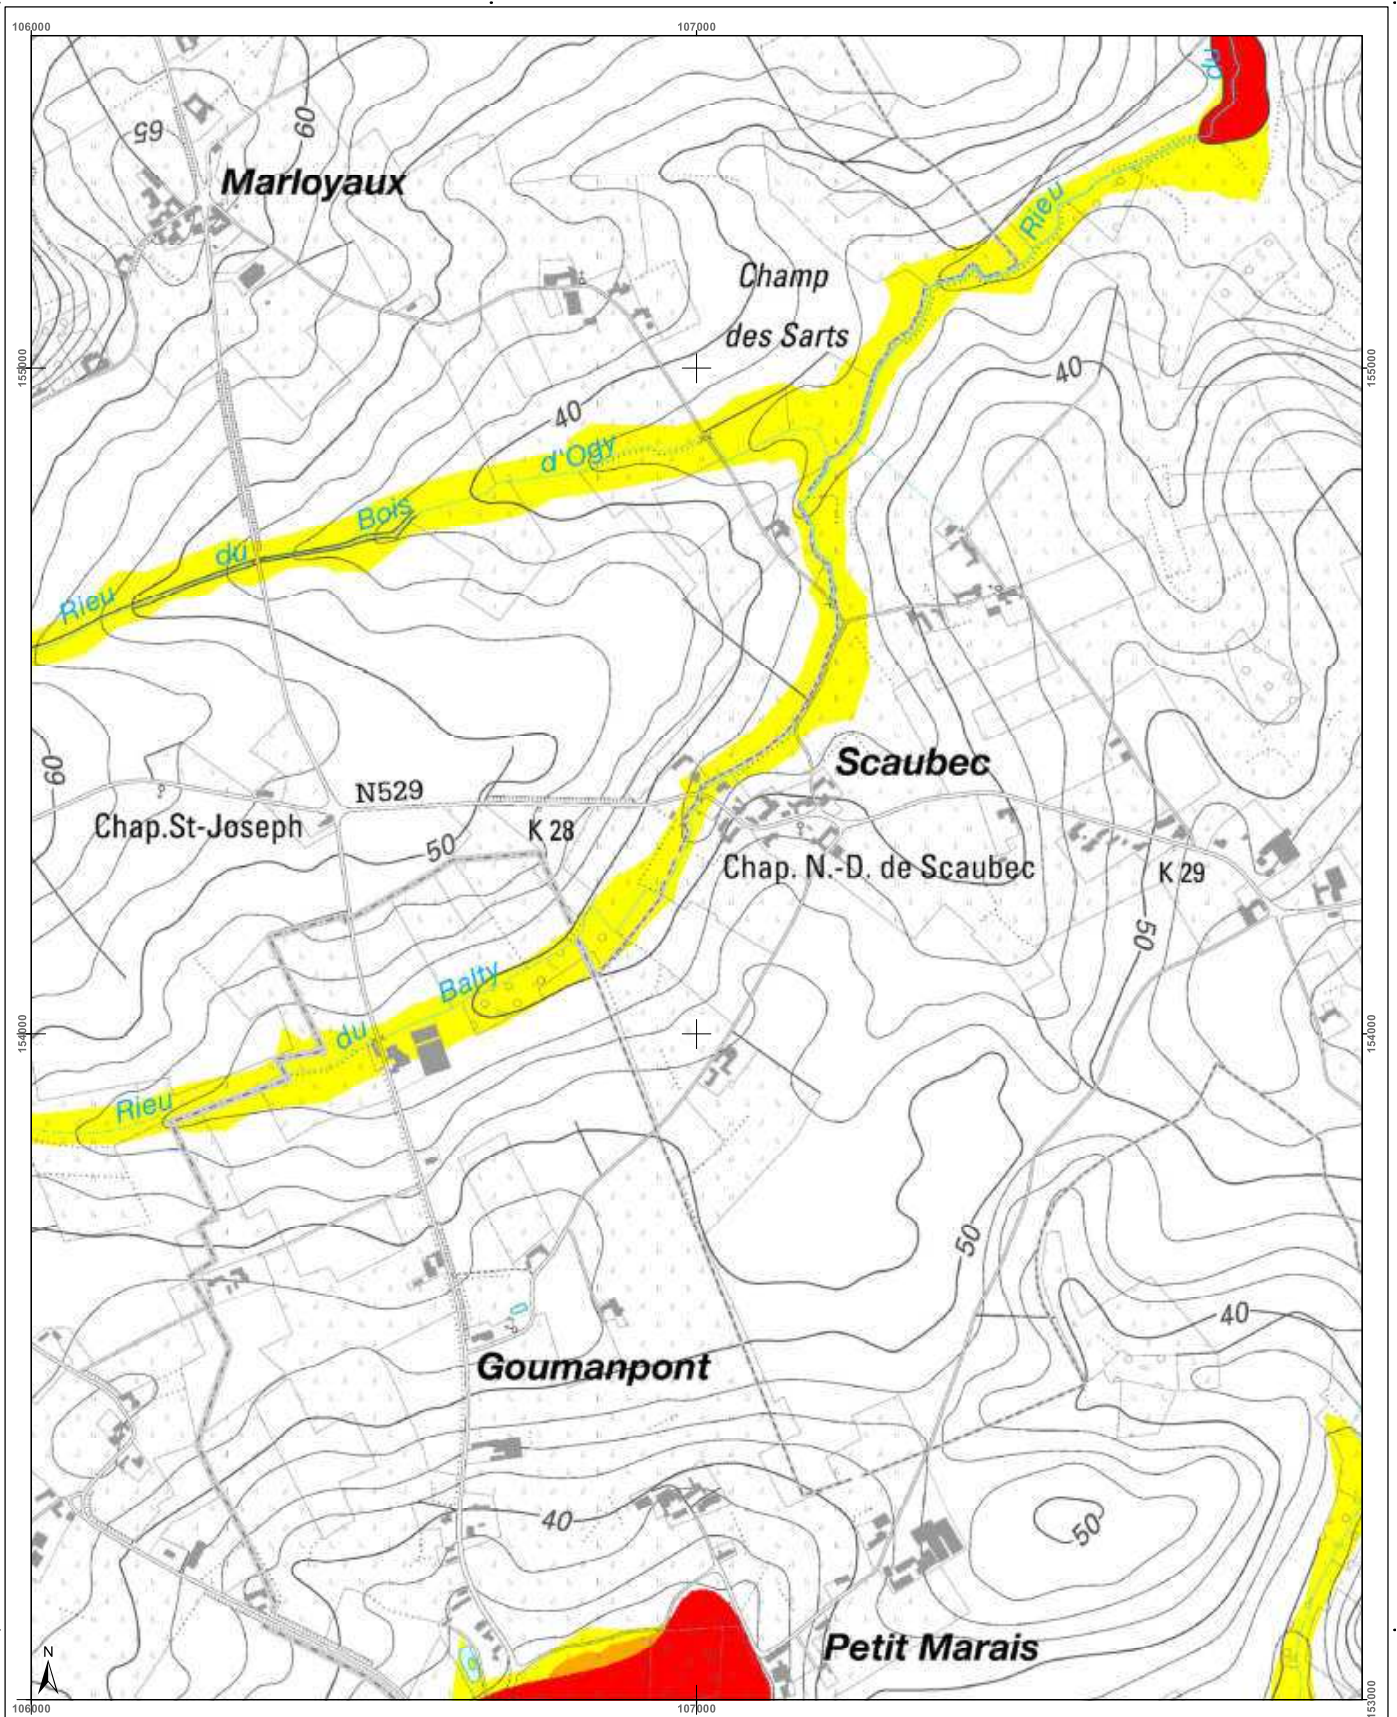 106000
107000
du
65
60
Marloyaux
Rieu
Champ
des Sarts
155000
155000
40
40
d'Ogy
Bois
du
Rieu
60
Scaubec
N529
Chap.St-Joseph
K 28
50
Chap. N.-D. de Scaubec
K 29
50
Balty
du
154000
154000
Rieu
50
40
Goumanpont
40
50
Petit Marais
N
106000
107000
153000